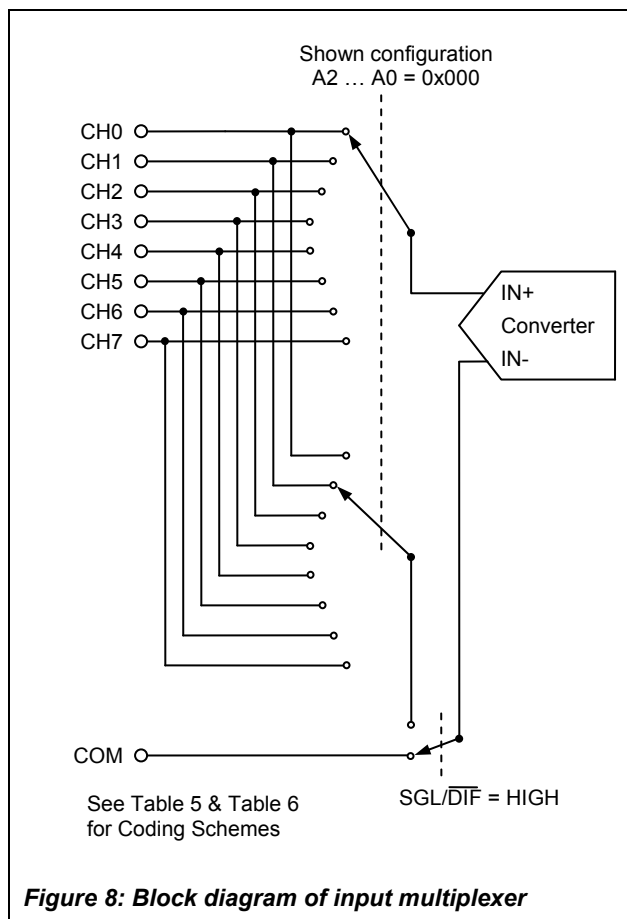 Shown configuration
A2 … A0 = 0x000
CH0
CH1
CH2
CH3
CH4
CH5
CH6
CH7
IN+
Converter
IN-
COM
SGL/D̅I̅F̅ = HIGH
See Table 5 & Table 6
for Coding Schemes
Figure 8: Block diagram of input multiplexer